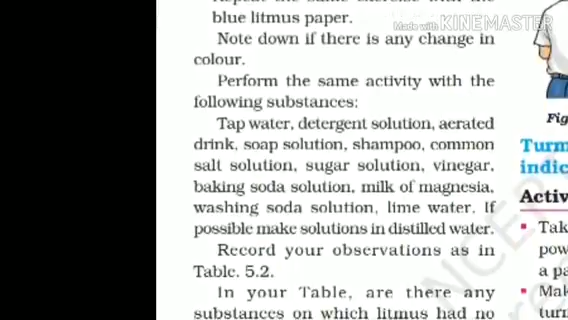 blue litmus paper.
Note down if there is any change in
colour.
Perform the same activity with the
following substances:
Tap water, detergent solution, aerated
drink, soap solution, shampoo, common
salt solution, sugar solution, vinegar,
baking soda solution, milk of magnesia,
washing soda solution, lime water. If
possible make solutions in distilled water.
Record your observations as in
Table. 5.2.
In your Table, are there any
substances on which litmus had no
Made with KINEMASTER
Fig
Turm
indic
Activ
Tak
pow
a pa
Mak
turn